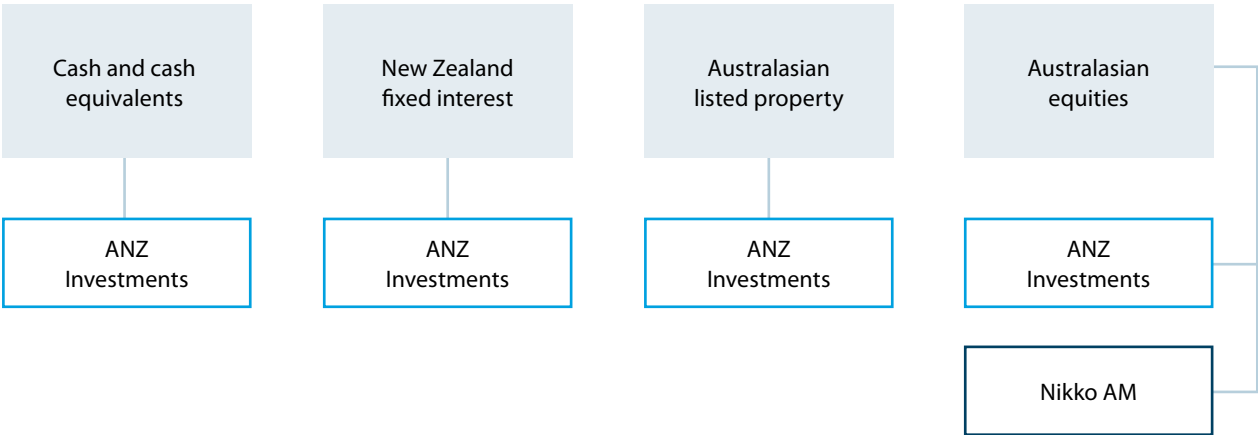 Cash and cash
equivalents
New Zealand
fixed interest
Australasian
listed property
Australasian
equities
ANZ
Investments
ANZ
Investments
ANZ
Investments
ANZ
Investments
Nikko AM